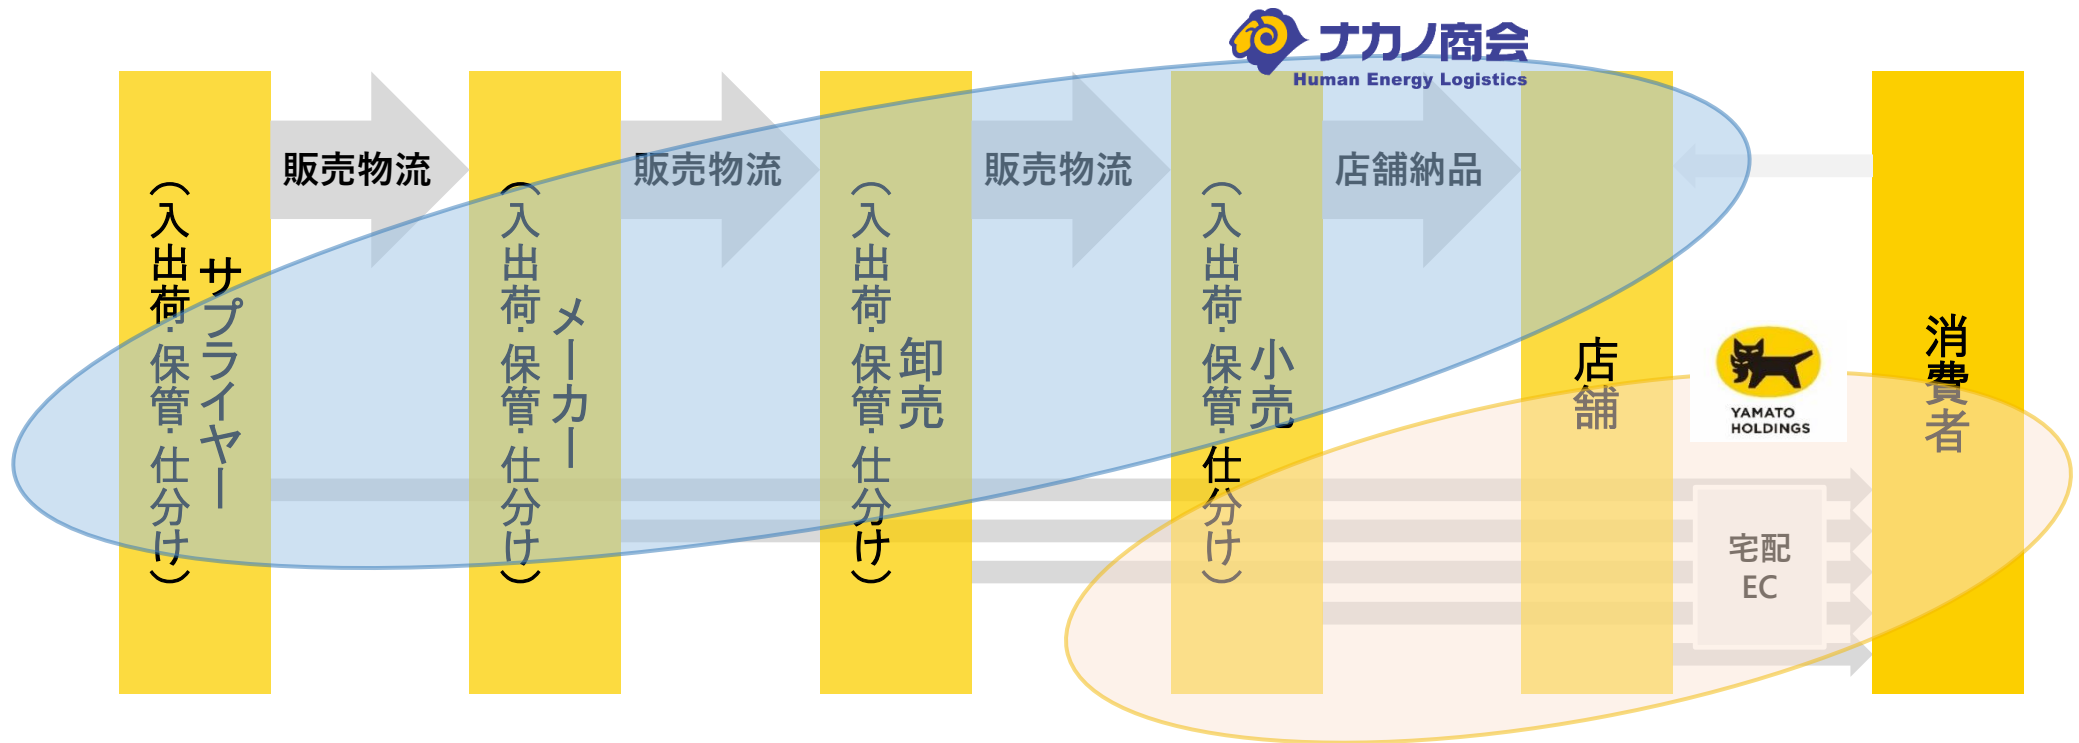 ナカノ商会
Human Energy Logistics
サプライヤー
（入出荷・保管・仕分け）
販売物流
メーカー
（入出荷・保管・仕分け）
販売物流
卸売
（入出荷・保管・仕分け）
販売物流
小売
（入出荷・保管・仕分け）
店舗納品
店舗
YAMATO
HOLDINGS
宅配
EC
消費者